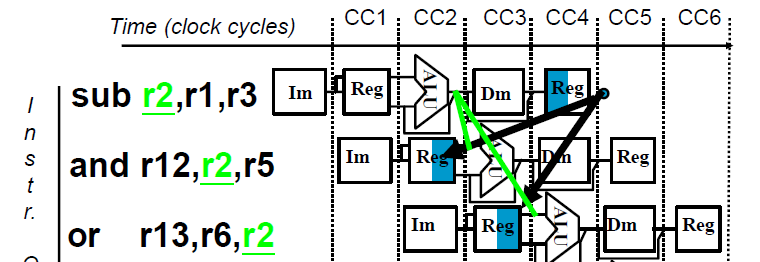 Time (clock cycles) CC1 CC2 CC3 CC4 CC5 CC6
Instr.
sub r2,r1,r3 Im Reg ALU Dm Reg
and r12,r2,r5 Im Reg ALU Dm Reg
or r13,r6,r2 Im Reg ALU Dm Reg